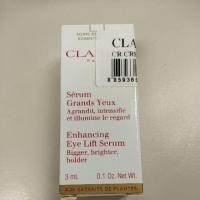 CLA
CLA
CR CRY
Sérum
Grands Yeux
Agrandit, intensifie
et illumine le regard
Enhancing
Eye Lift Serum
Bigger, brighter,
bolder
3 mL 0.1 Oz. Net Wt.
AUX EXTRAITS DE PLANTES